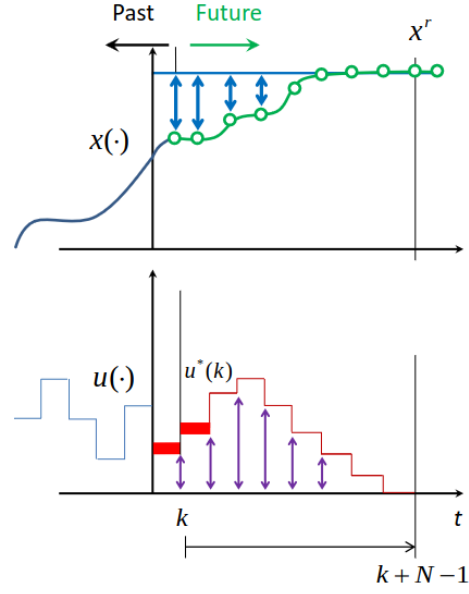 Past Future
x^r
x(·)
u(·)
u^*(k)
k
t
k+N−1